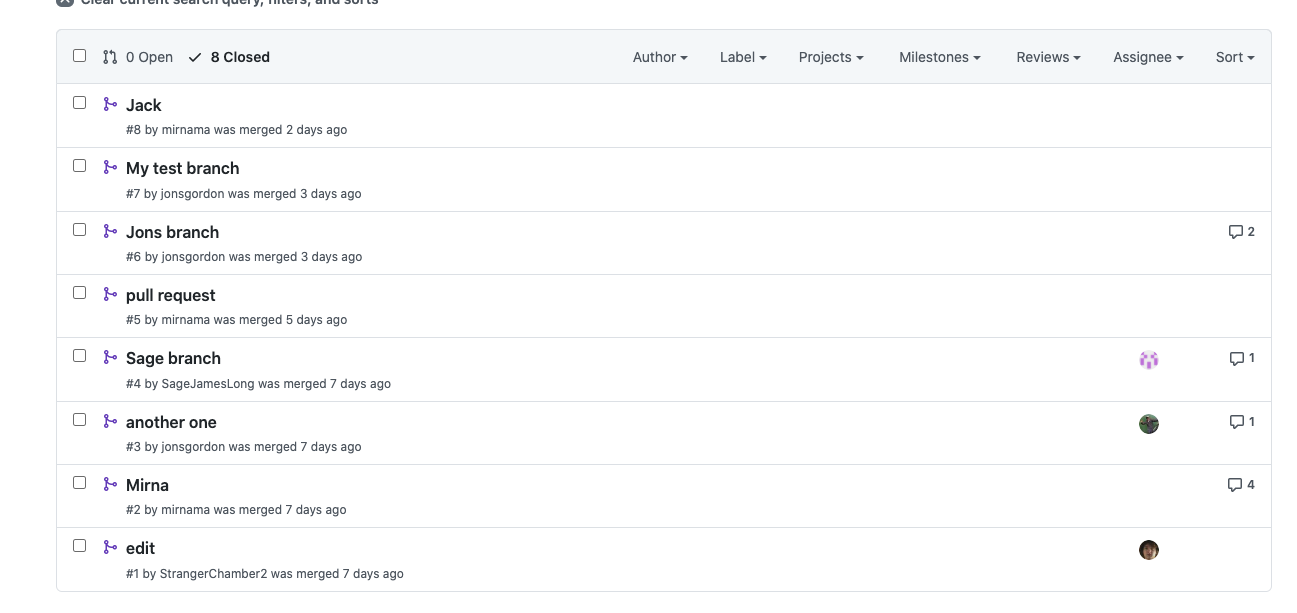 Clear current search query, filters, and sorts
0 Open 8 Closed Author Label Projects Milestones Reviews Assignee Sort
Jack
#8 by mirnama was merged 2 days ago
My test branch
#7 by jonsgordon was merged 3 days ago
Jons branch 2
#6 by jonsgordon was merged 3 days ago
pull request
#5 by mirnama was merged 5 days ago
Sage branch 1
#4 by SageJamesLong was merged 7 days ago
another one 1
#3 by jonsgordon was merged 7 days ago
Mirna 4
#2 by mirnama was merged 7 days ago
edit
#1 by StrangerChamber2 was merged 7 days ago